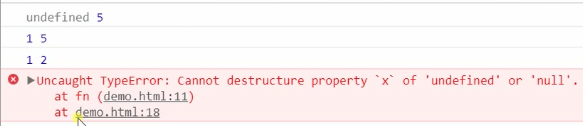 undefined 5
1 5
1 2
Uncaught TypeError: Cannot destructure property `x` of 'undefined' or 'null'.
at fn (demo.html:11)
at demo.html:18